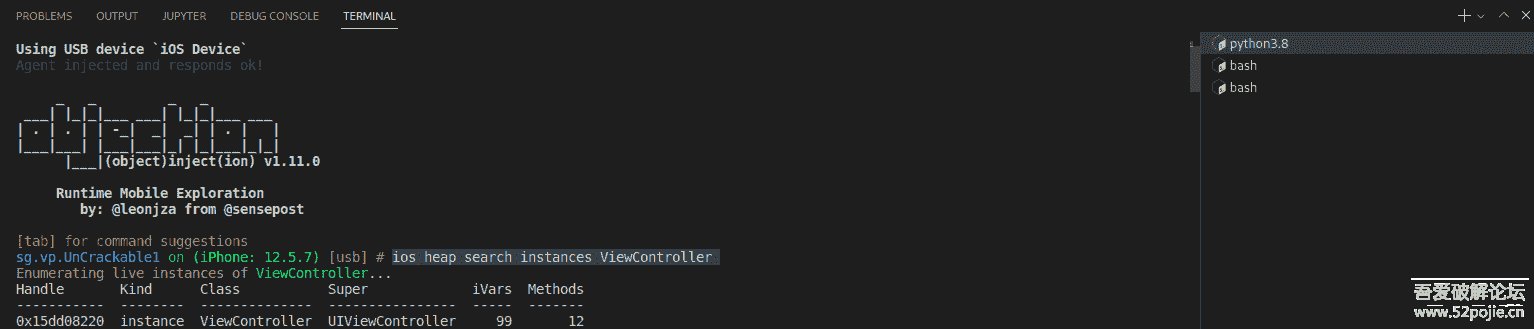 PROBLEMS OUTPUT JUPYTER DEBUG CONSOLE TERMINAL
Using USB device `iOS Device`
Agent injected and responds ok!
python3.8
bash
bash
|___|(object)inject(ion) v1.11.0
Runtime Mobile Exploration
by: @leonjza from @sensepost
[tab] for command suggestions
sg.vp.UnCrackable1 on (iPhone: 12.5.7) [usb] # ios heap search instances ViewController
Enumerating live instances of ViewController...
Handle Kind Class Super iVars Methods
----------- -------- -------------- ---------------- ----- -------
0x15dd08220 instance ViewController UIViewController 99 12
吾爱破解论坛
www.52pojie.cn